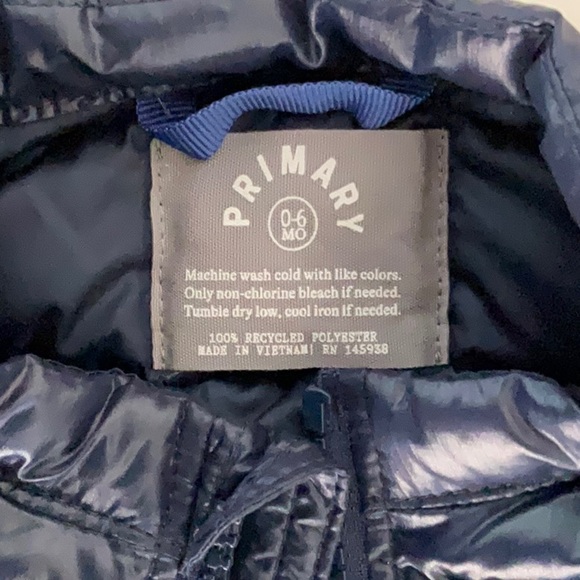 PRIMARY
0-6
MO
Machine wash cold with like colors.
Only non-chlorine bleach if needed.
Tumble dry low, cool iron if needed.
100% RECYCLED POLYESTER
MADE IN VIETNAM| RN 145938